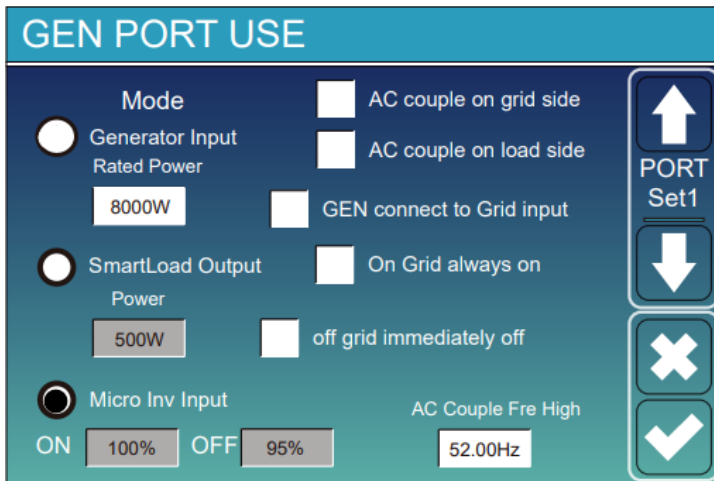 GEN PORT USE
Mode
AC couple on grid side
Generator Input
AC couple on load side
Rated Power
8000W
GEN connect to Grid input
PORT
Set1
SmartLoad Output
On Grid always on
Power
500W
off grid immediately off
Micro Inv Input
AC Couple Fre High
ON 100% OFF 95%
52.00Hz